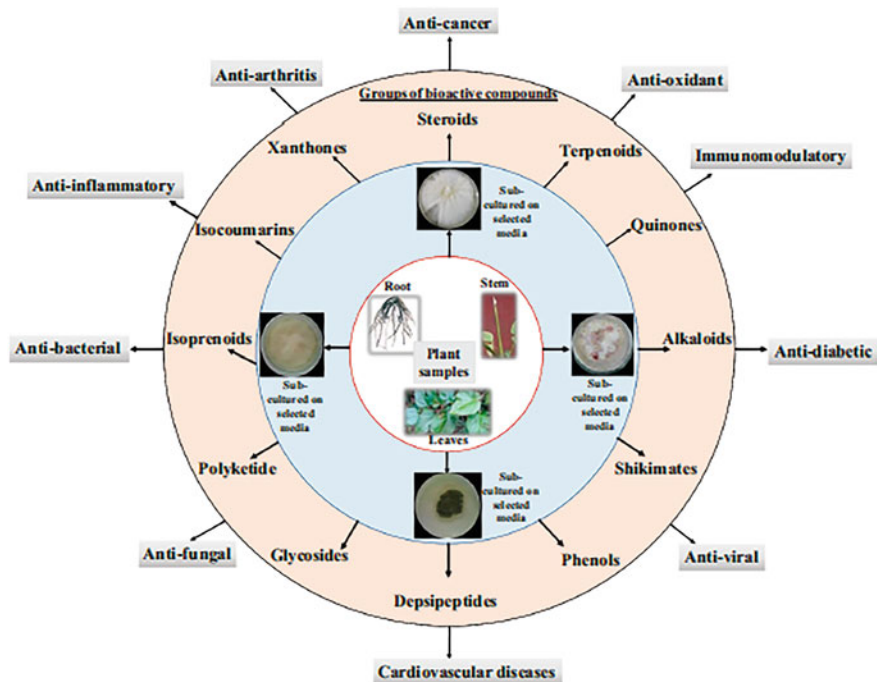 Anti-cancer
Anti-arthritis
Anti-oxidant
Groups of bioactive compounds
Steroids
Xanthones
Terpenoids
Immunomodulatory
Anti-inflammatory
Sub-
cultured on
selected
media
Isocoumarins
Quinones
Root
Stem
Isoprenoids
Alkaloids
Anti-bacterial
Anti-diabetic
Plant
samples
Sub-
cultured on
selected
media
Sub-
cultured on
selected
media
Leaves
Polyketide
Shikimates
Sub-
cultured on
selected
media
Anti-fungal
Glycosides
Phenols
Anti-viral
Depsipeptides
Cardiovascular diseases